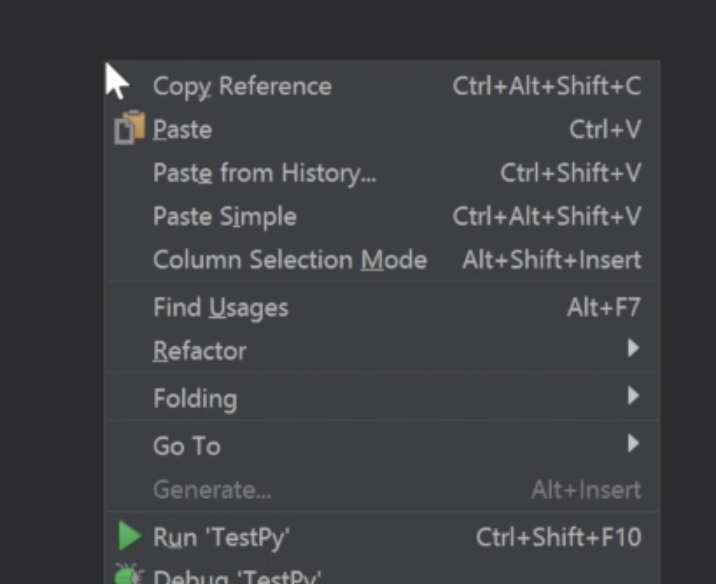 Copy Reference Ctrl+Alt+Shift+C
Paste Ctrl+V
Paste from History... Ctrl+Shift+V
Paste Simple Ctrl+Alt+Shift+V
Column Selection Mode Alt+Shift+Insert
Find Usages Alt+F7
Refactor
Folding
Go To
Generate... Alt+Insert
Run 'TestPy' Ctrl+Shift+F10
Debug 'TestPy'